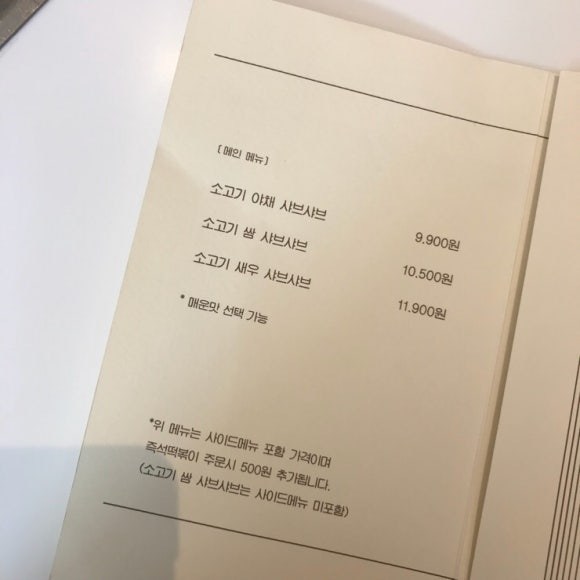 [메인 메뉴]
소고기 야채 샤브샤브 9.900원
소고기 쌈 샤브샤브 10.500원
소고기 새우 샤브샤브 11.900원
* 매운맛 선택 가능
*위 메뉴는 사이드메뉴 포함 가격이며
즉석떡볶이 주문시 500원 추가됩니다.
(소고기 쌈 샤브샤브는 사이드메뉴 미포함)